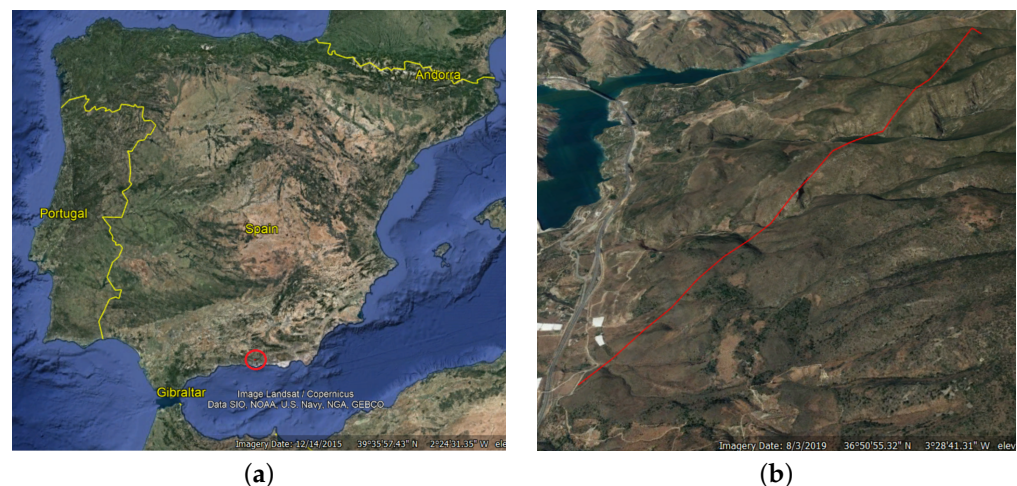 Andorra
Portugal
Spain
Gibraltar
Image Landsat / Copernicus
Data SIO, NOAA, U.S. Navy, NGA, GEBCO
Imagery Date: 12/14/2015 39°35'57.43" N 2°24'31.35" W elev
(a)
Imagery Date: 8/3/2019 36°50'55.32" N 3°28'41.31" W elev
(b)